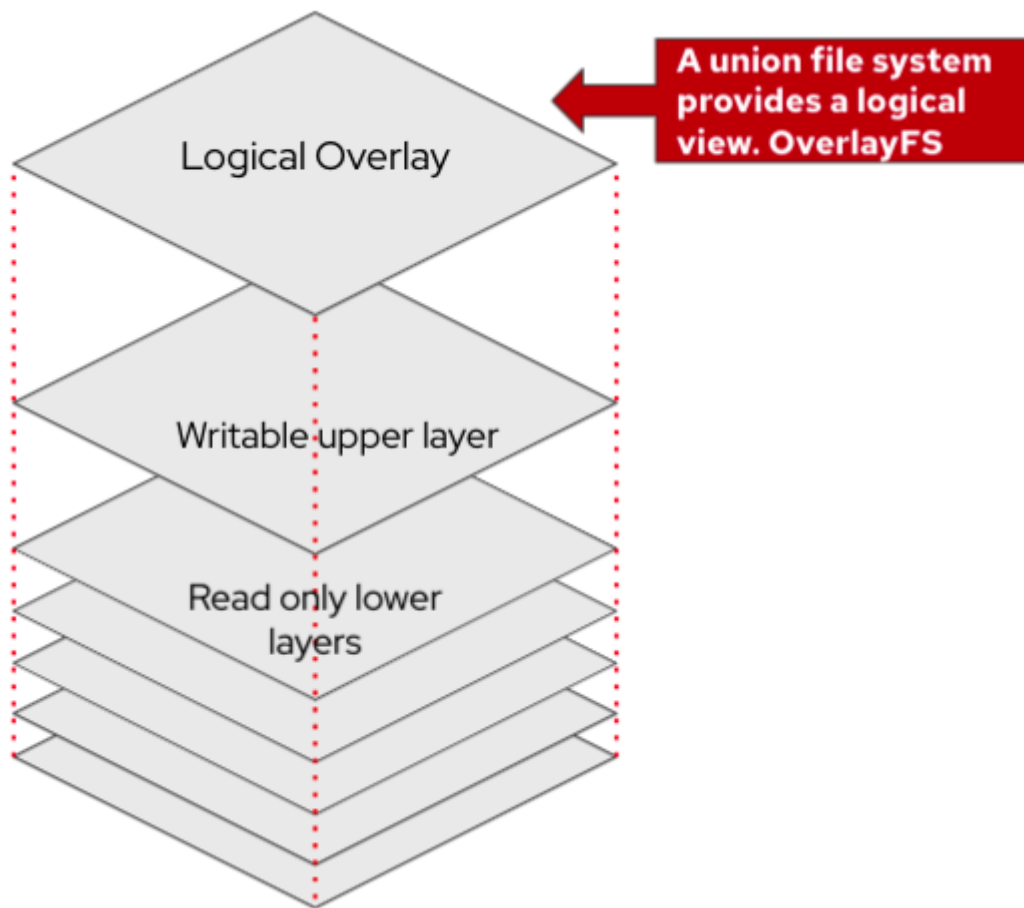 A union file system
provides a logical
view. OverlayFS
Logical Overlay
Writable upper layer
Read only lower
layers